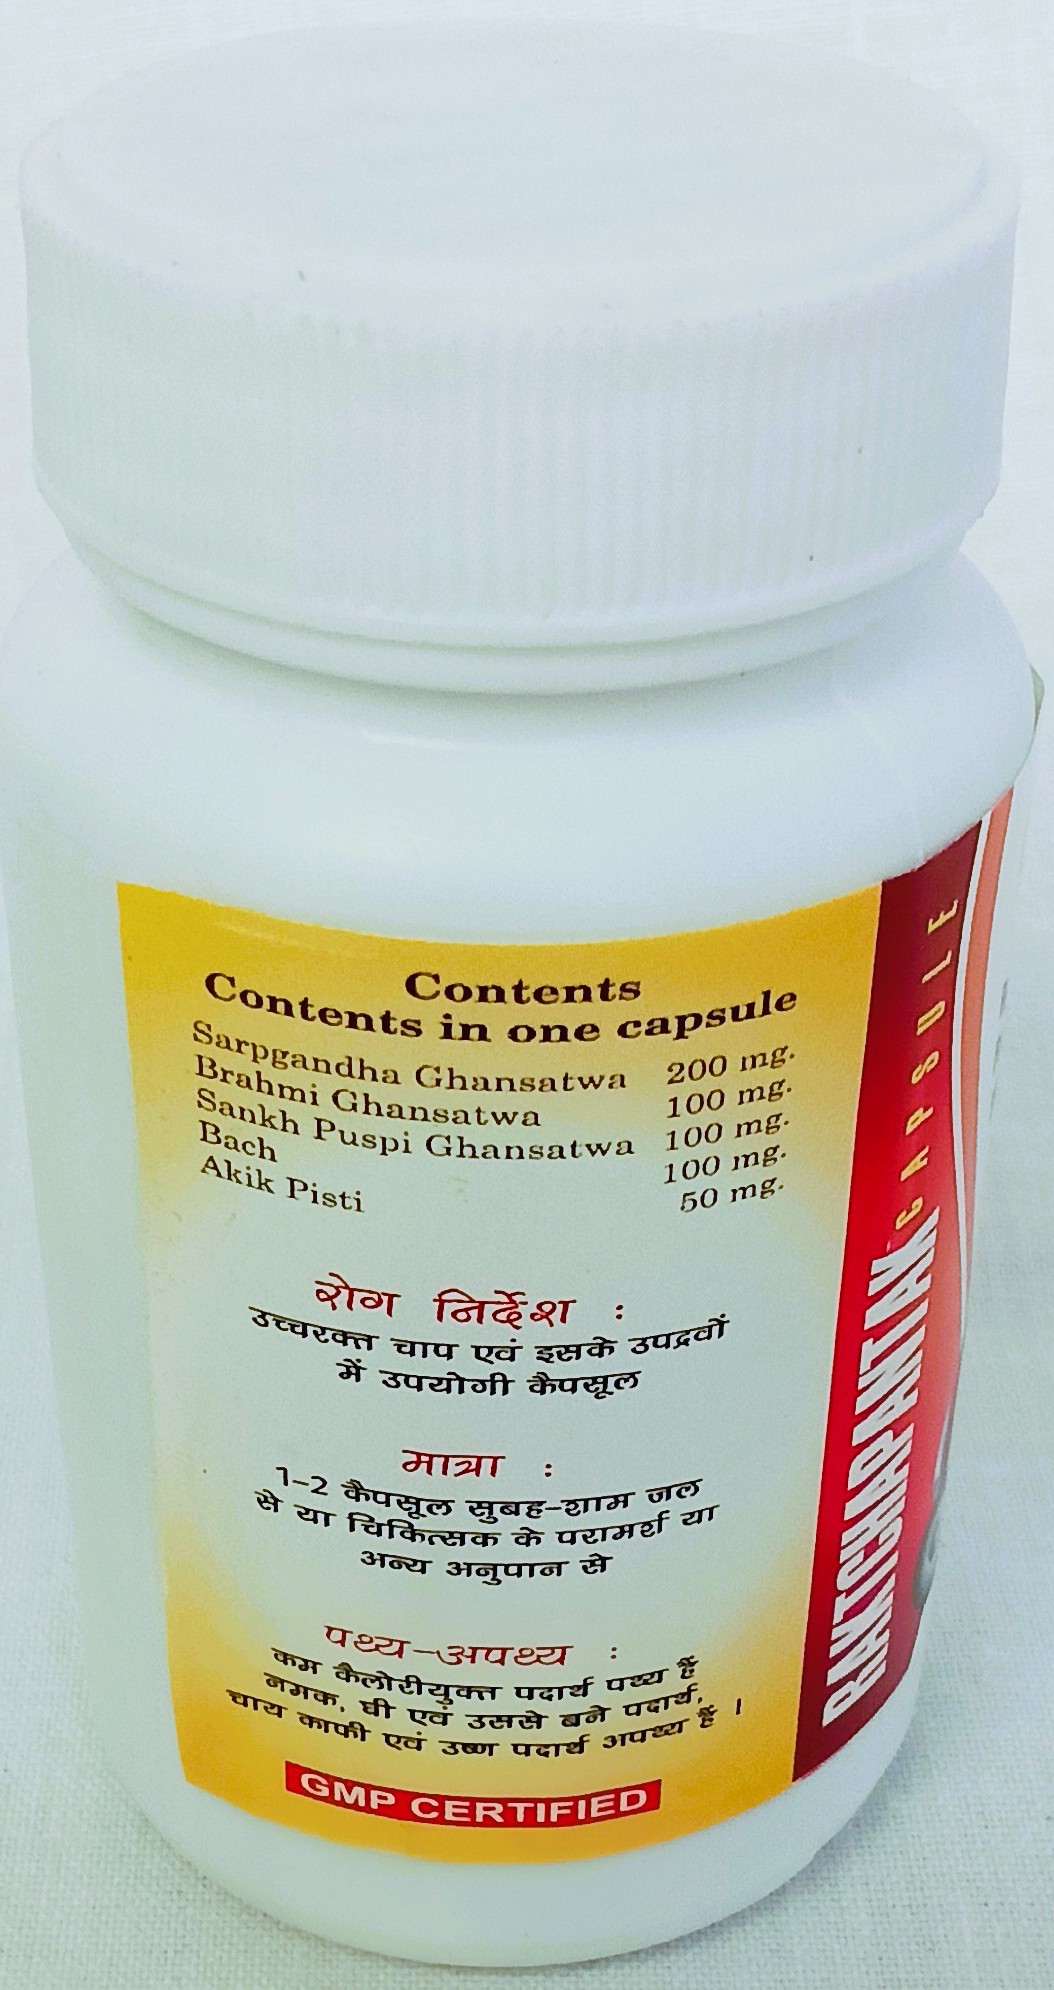 Contents
Contents in one capsule
Sarpgandha Ghansatwa 200 mg.
Brahmi Ghansatwa 100 mg.
Sankh Puspi Ghansatwa 100 mg.
Bach 100 mg.
Akik Pisti 50 mg.
रोग निर्देश :
उच्चरक्त चाप एवं इसके उपद्रवों
में उपयोगी कैपसूल
मात्रा :
1-2 कैपसूल सुबह-शाम जल
से या चिकित्सक के परामर्श या
अन्य अनुपान से
पथ्य-अपथ्य :
कम कैलोरीयुक्त पदार्थ पथ्य हैं
नमक, घी एवं उससे बने पदार्थ,
चाय काफी एवं उष्ण पदार्थ अपथ्य हैं ।
GMP CERTIFIED
RAKTCHAPANTIAK
CAPSULE